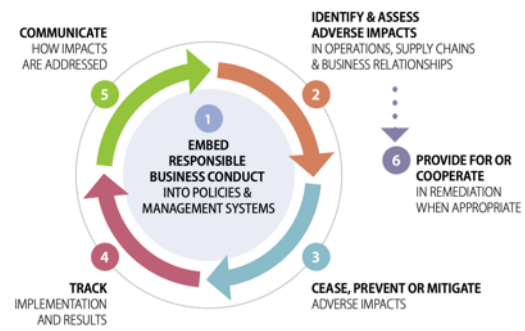 1
EMBED
RESPONSIBLE
BUSINESS CONDUCT
INTO POLICIES &
MANAGEMENT SYSTEMS
2
IDENTIFY & ASSESS
ADVERSE IMPACTS
IN OPERATIONS, SUPPLY CHAINS
& BUSINESS RELATIONSHIPS
3
CEASE, PREVENT OR MITIGATE
ADVERSE IMPACTS
4
TRACK
IMPLEMENTATION
AND RESULTS
5
COMMUNICATE
HOW IMPACTS
ARE ADDRESSED
6
PROVIDE FOR OR
COOPERATE
IN REMEDIATION
WHEN APPROPRIATE